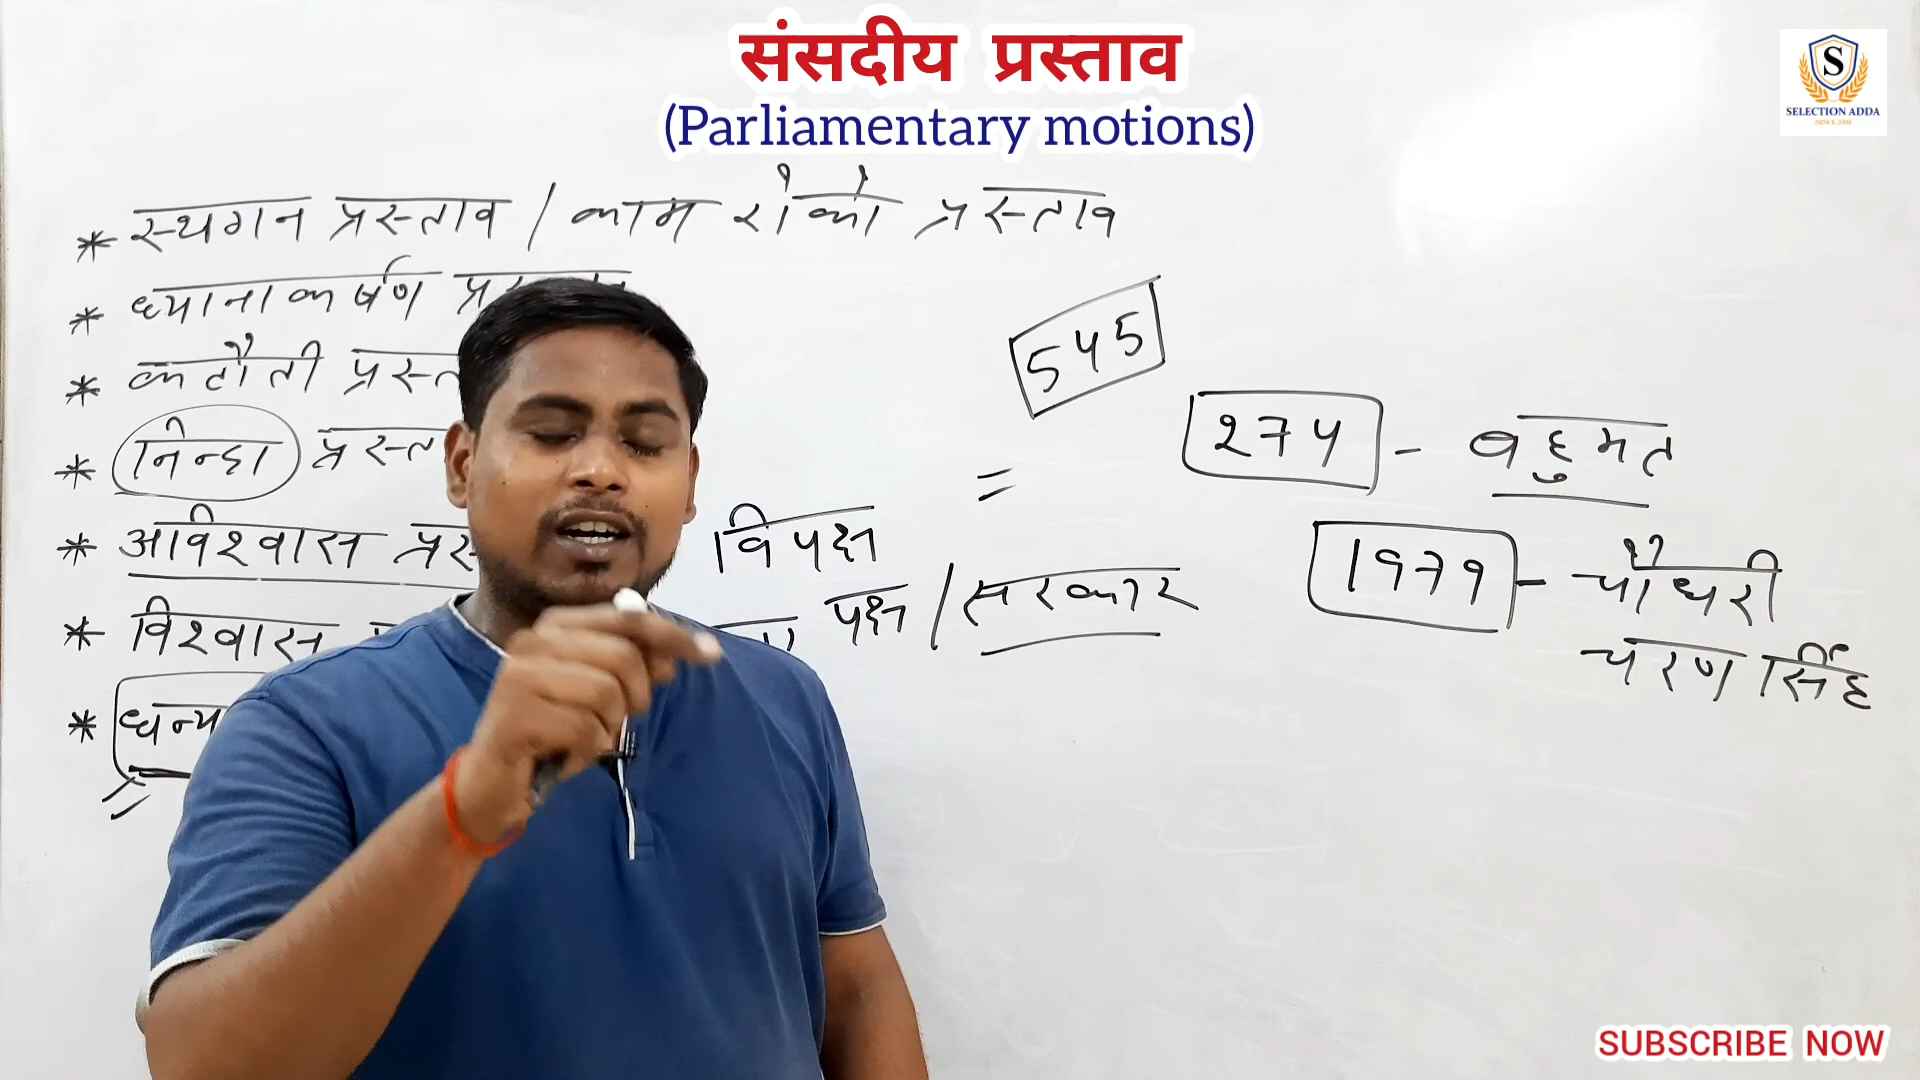 संसदीय प्रस्ताव
(Parliamentary motions)
S
SELECTION ADDA
* स्थगन प्रस्ताव / काम रोको प्रस्ताव
* ध्यानाकर्षण
* कटौती
* निन्दा
* अविश्वास
विपक्ष
* विश्वास
पक्ष / सरकार
*
545
=
274 - बहुमत
1979 - चौधरी
चरण सिंह
SUBSCRIBE NOW